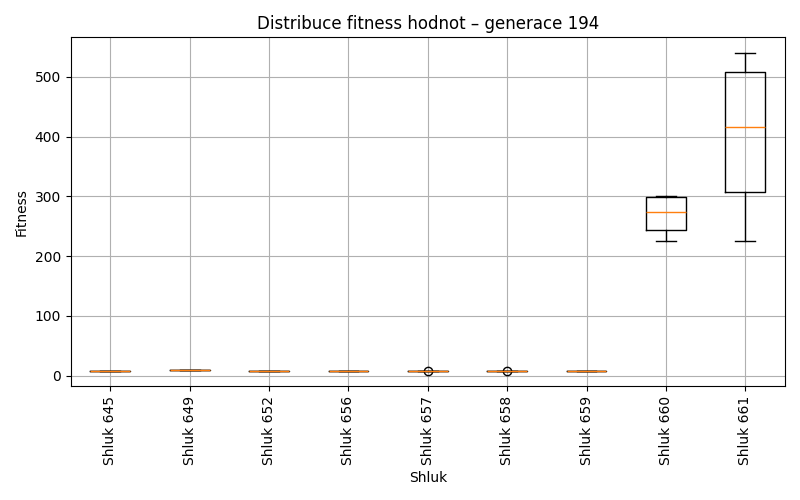 Distribuce fitness hodnot – generace 194
Fitness
500
400
300
200
100
0
Shluk 645
Shluk 649
Shluk 652
Shluk 656
Shluk 657
Shluk 658
Shluk 659
Shluk 660
Shluk 661
Shluk